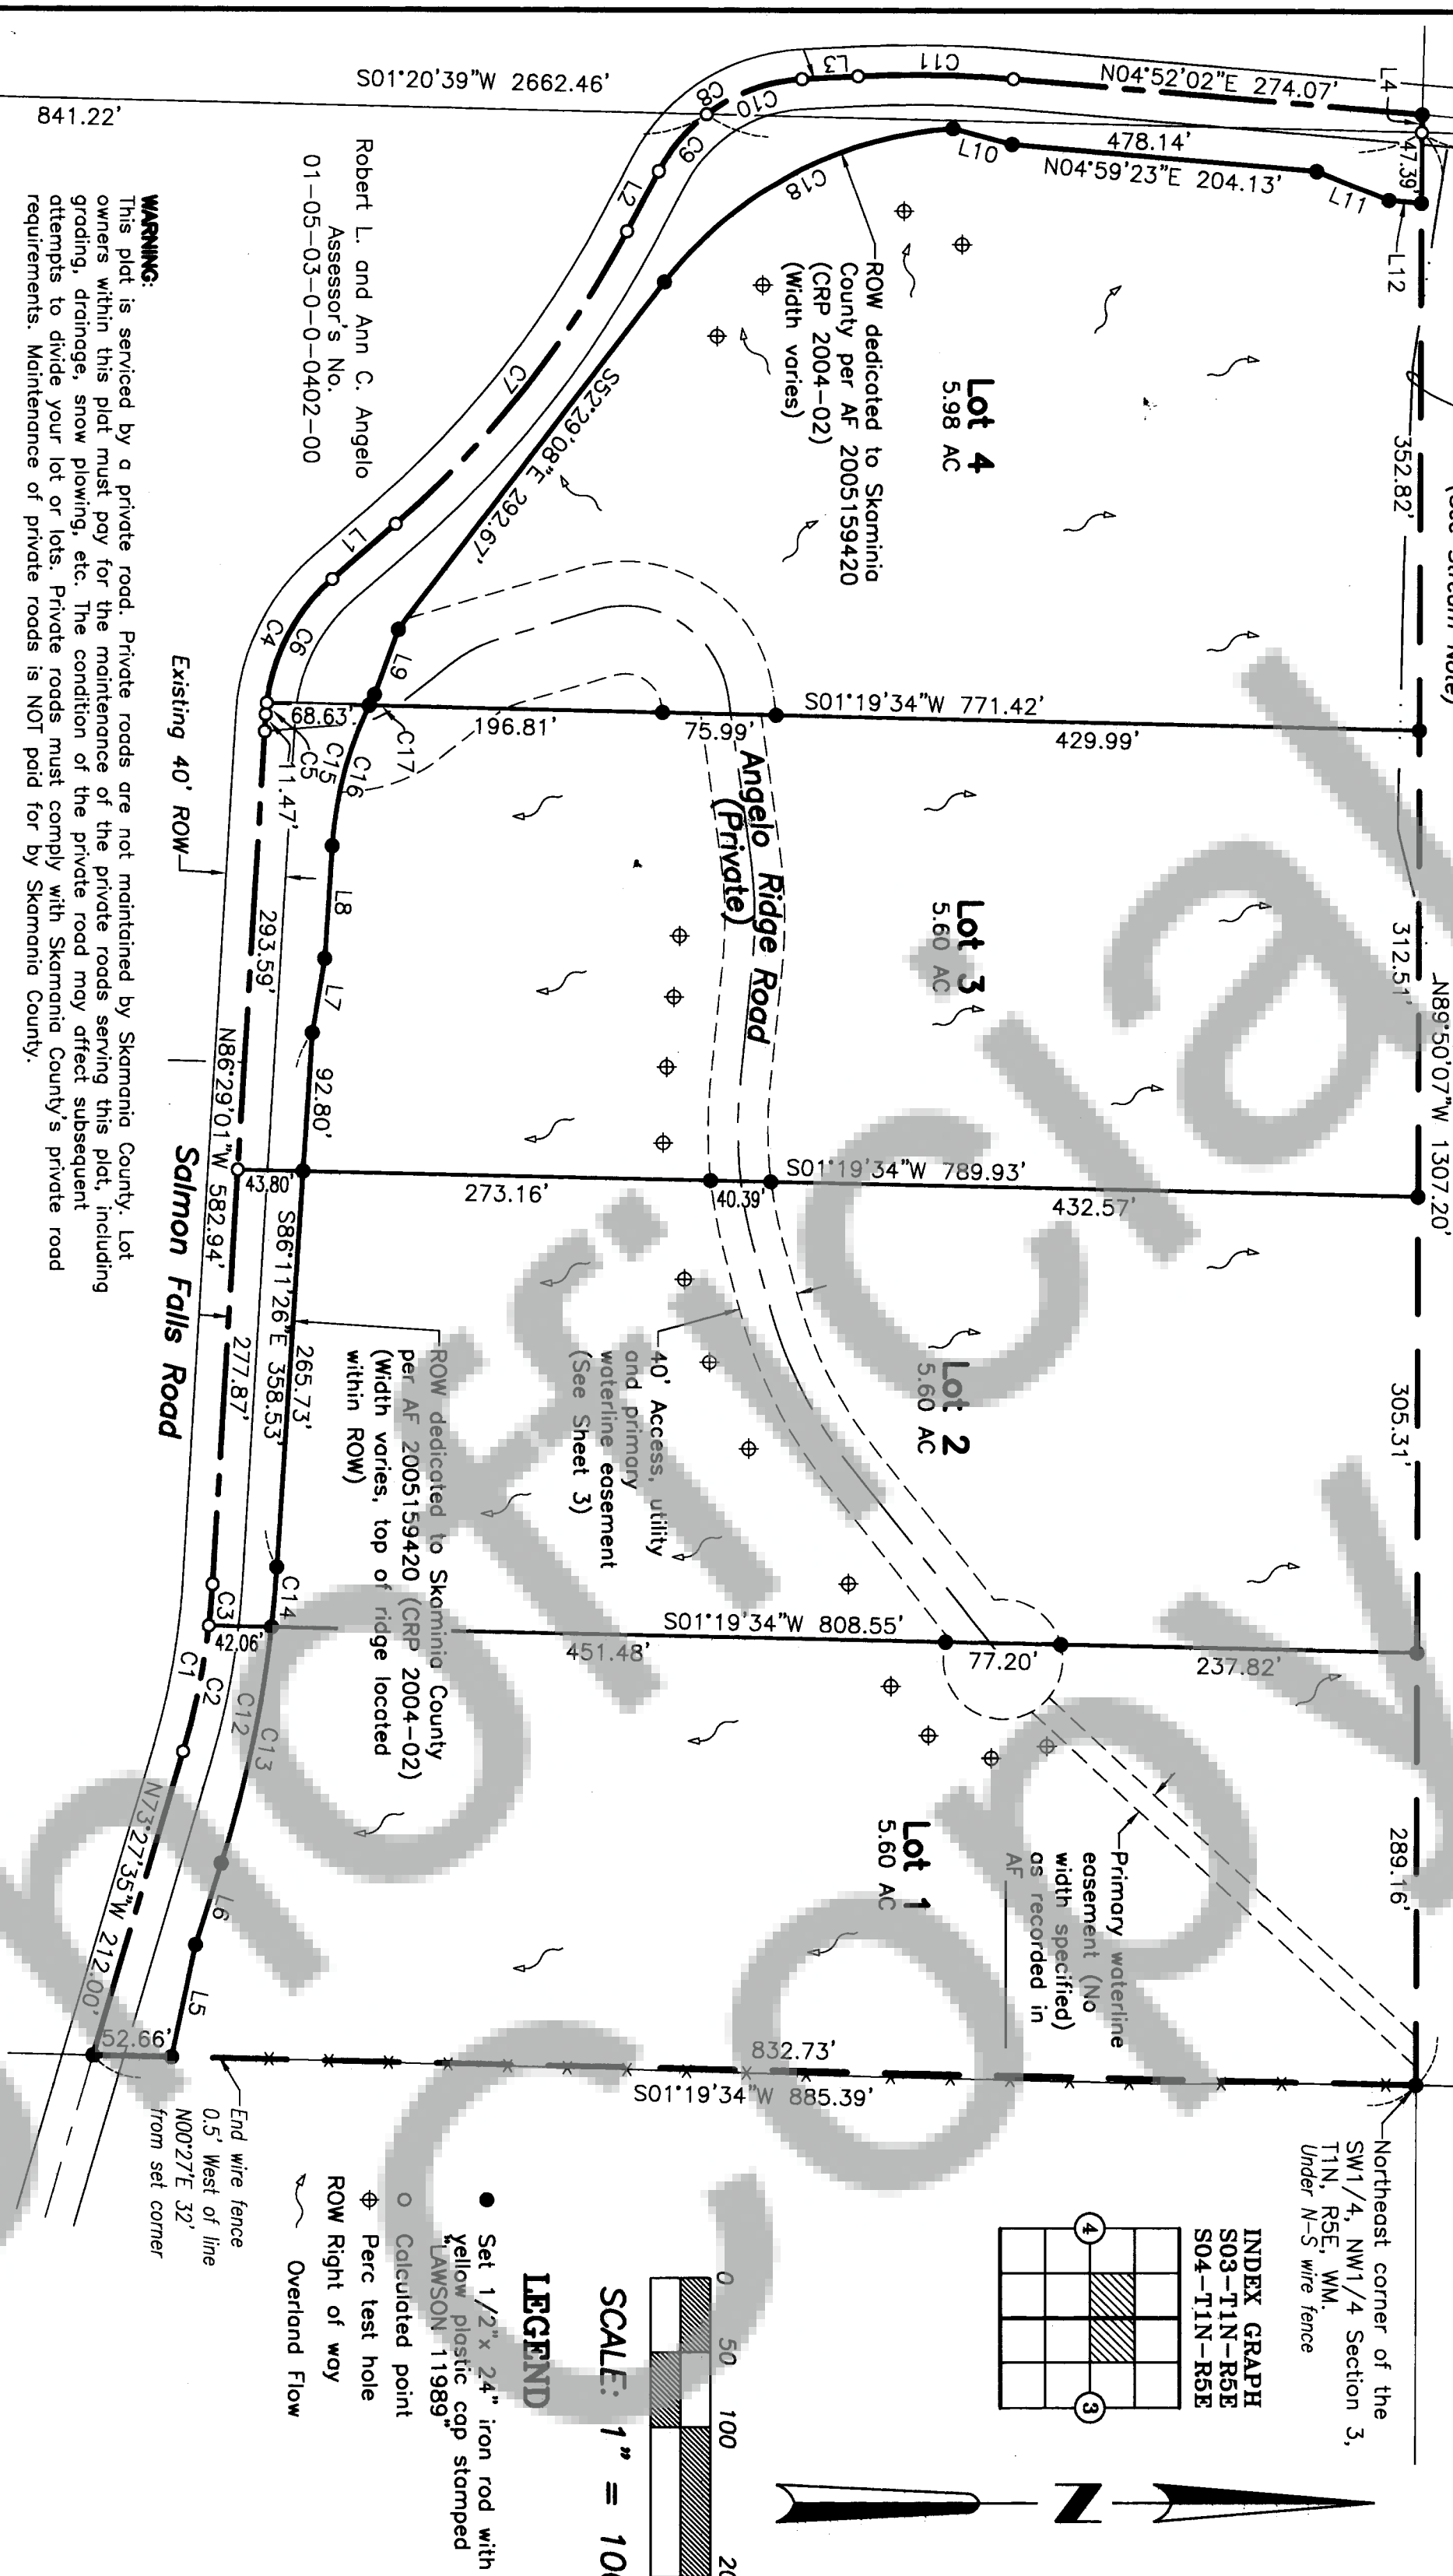 S01°20'39"W 2662.46'
841.22'
N04°52'02"E 274.07'
L4
47.39'
478.14'
N04°59'23"E 204.13'
L10
L11
L12
C11
L3
C10
C8
C9
L2
C18
C7
L1
C6
C4
Robert L. and Ann C. Angelo
Assessor's No.
01-05-03-0-0-0402-00
ROW dedicated to Skaminia
County per AF 2005159420
(CRP 2004-02)
(Width varies)
Lot 4
5.98 AC
352.82'
S52°29'08"E 292.67'
L9
C17
68.63'
C5
11.47'
C15
C16
196.81'
75.99'
S01°19'34"W 771.42'
429.99'
Existing 40' ROW
Angelo Ridge Road
(Private)
Lot 3
5.60 AC
312.51'
N89°50'07"W 1307.20'
L8
L7
92.80'
293.59'
N86°29'01"W 582.94'
43.80'
273.16'
40.39'
S01°19'34"W 789.93'
432.57'
Salmon Falls Road
S86°11'26"E 358.53'
265.73'
277.87'
ROW dedicated to Skaminia County
per AF 2005159420 (CRP 2004-02)
(Width varies, top of ridge located
within ROW)
40' Access, utility
and primary
waterline easement
(See Sheet 3)
Lot 2
5.60 AC
305.31'
C3
C14
42.06'
451.48'
S01°19'34"W 808.55'
77.20'
237.82'
C1
C2
C12
C13
L6
L5
N73°27'35"W 212.00'
52.66'
Lot 1
5.60 AC
289.16'
Primary waterline
easement (No
width specified)
as recorded in
AF
832.73'
S01°19'34"W 885.39'
End wire fence
0.5' West of line
N00°27'E 32'
from set corner
Northeast corner of the
SW1/4, NW1/4 Section 3,
T1N, R5E, WM.
Under N-S wire fence
INDEX GRAPH
S03-T1N-R5E
S04-T1N-R5E
4
3
N
0 50 100
SCALE: 1" =
LEGEND
Set 1/2"x 24" iron rod with
yellow plastic cap stamped
"LAWSON 11989"
Calculated point
Perc test hole
ROW Right of way
Overland Flow
WARNING:
This plat is serviced by a private road. Private roads are not maintained by Skamania County. Lot
owners within this plat must pay for the maintenance of the private roads serving this plat, including
grading, drainage, snow plowing, etc. The condition of the private road may affect subsequent
attempts to divide your lot or lots. Private roads must comply with Skamania County's private road
requirements. Maintenance of private roads is NOT paid for by Skamania County.